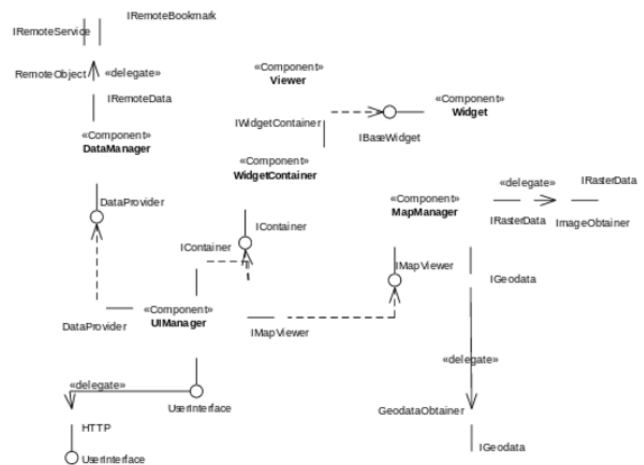 IRemoteBookmark
IRemoteService
RemoteObject
«delegate»
IRemoteData
«Component»
DataManager
«Component»
Viewer
IWidgetContainer
«Component»
Widget
IBaseWidget
«Component»
WidgetContainer
DataProvider
IContainer
IContainer
«Component»
MapManager
«delegate»
IRasterData
IRasterData
ImageObtainer
IMapViewer
IGeodata
DataProvider
«Component»
UIManager
IMapViewer
«delegate»
UserInterface
HTTP
UserInterface
«delegate»
GeodataObtainer
IGeodata